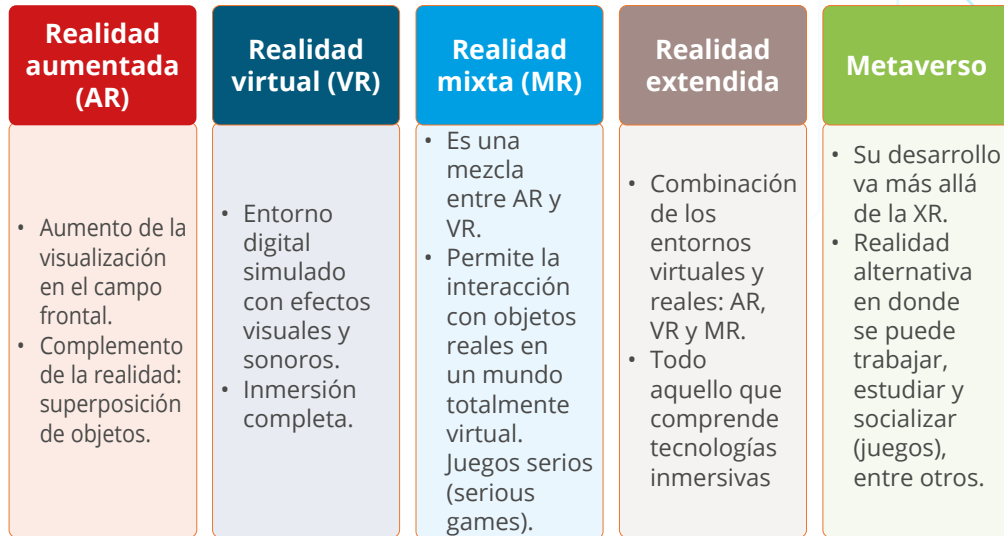 Realidad
aumentada
(AR)
• Aumento de la
visualización
en el campo
frontal.
• Complemento
de la realidad:
superposición
de objetos.
Realidad
virtual (VR)
• Entorno
digital
simulado
con efectos
visuales y
sonoros.
• Inmersión
completa.
Realidad
mixta (MR)
• Es una
mezcla
entre AR y
VR.
• Permite la
interacción
con objetos
reales en
un mundo
totalmente
virtual.
Juegos serios
(serious
games).
Realidad
extendida
• Combinación
de los
entornos
virtuales y
reales: AR,
VR y MR.
• Todo
aquello que
comprende
tecnologías
inmersivas
Metaverso
• Su desarrollo
va más allá
de la XR.
• Realidad
alternativa
en donde
se puede
trabajar,
estudiar y
socializar
(juegos),
entre otros.